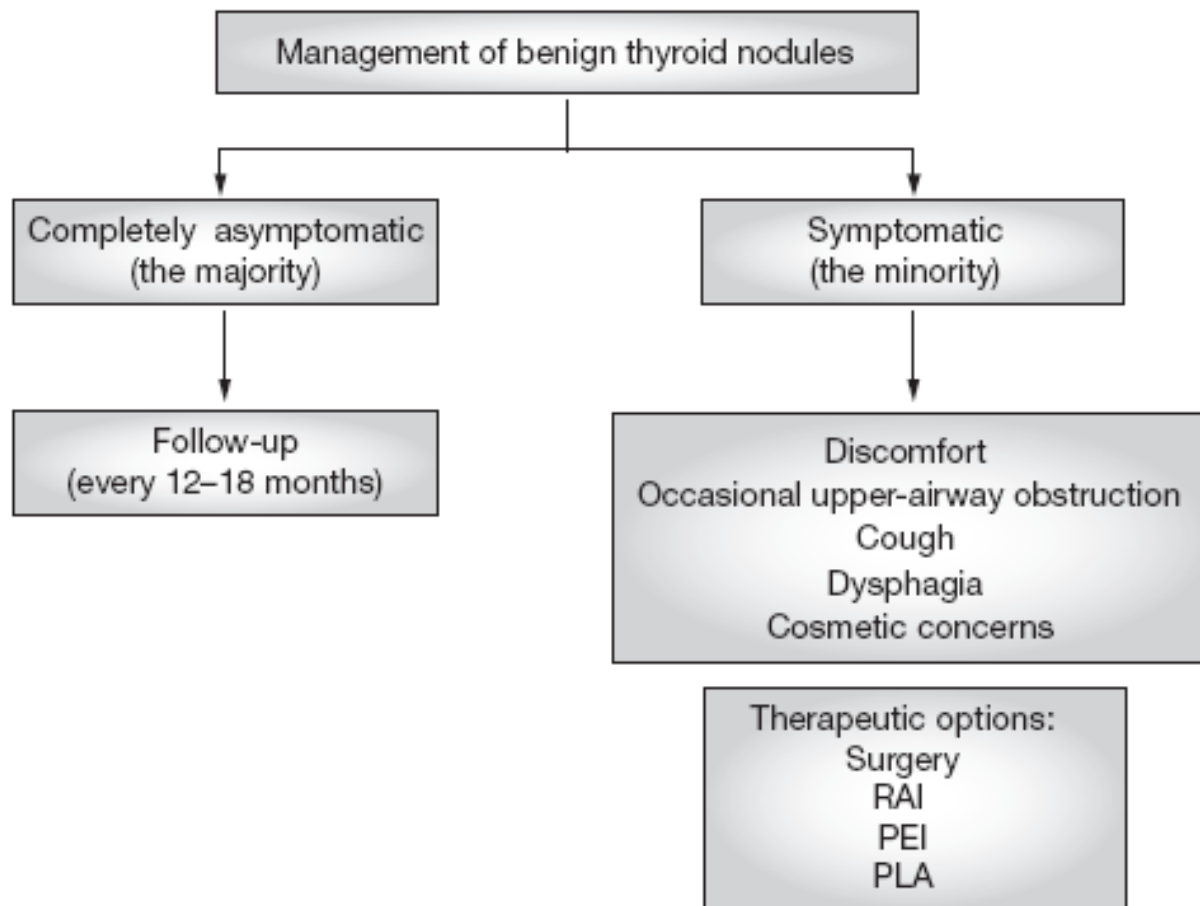 Management of benign thyroid nodules
Completely asymptomatic
(the majority)
Symptomatic
(the minority)
Follow-up
(every 12–18 months)
Discomfort
Occasional upper-airway obstruction
Cough
Dysphagia
Cosmetic concerns
Therapeutic options:
Surgery
RAI
PEI
PLA